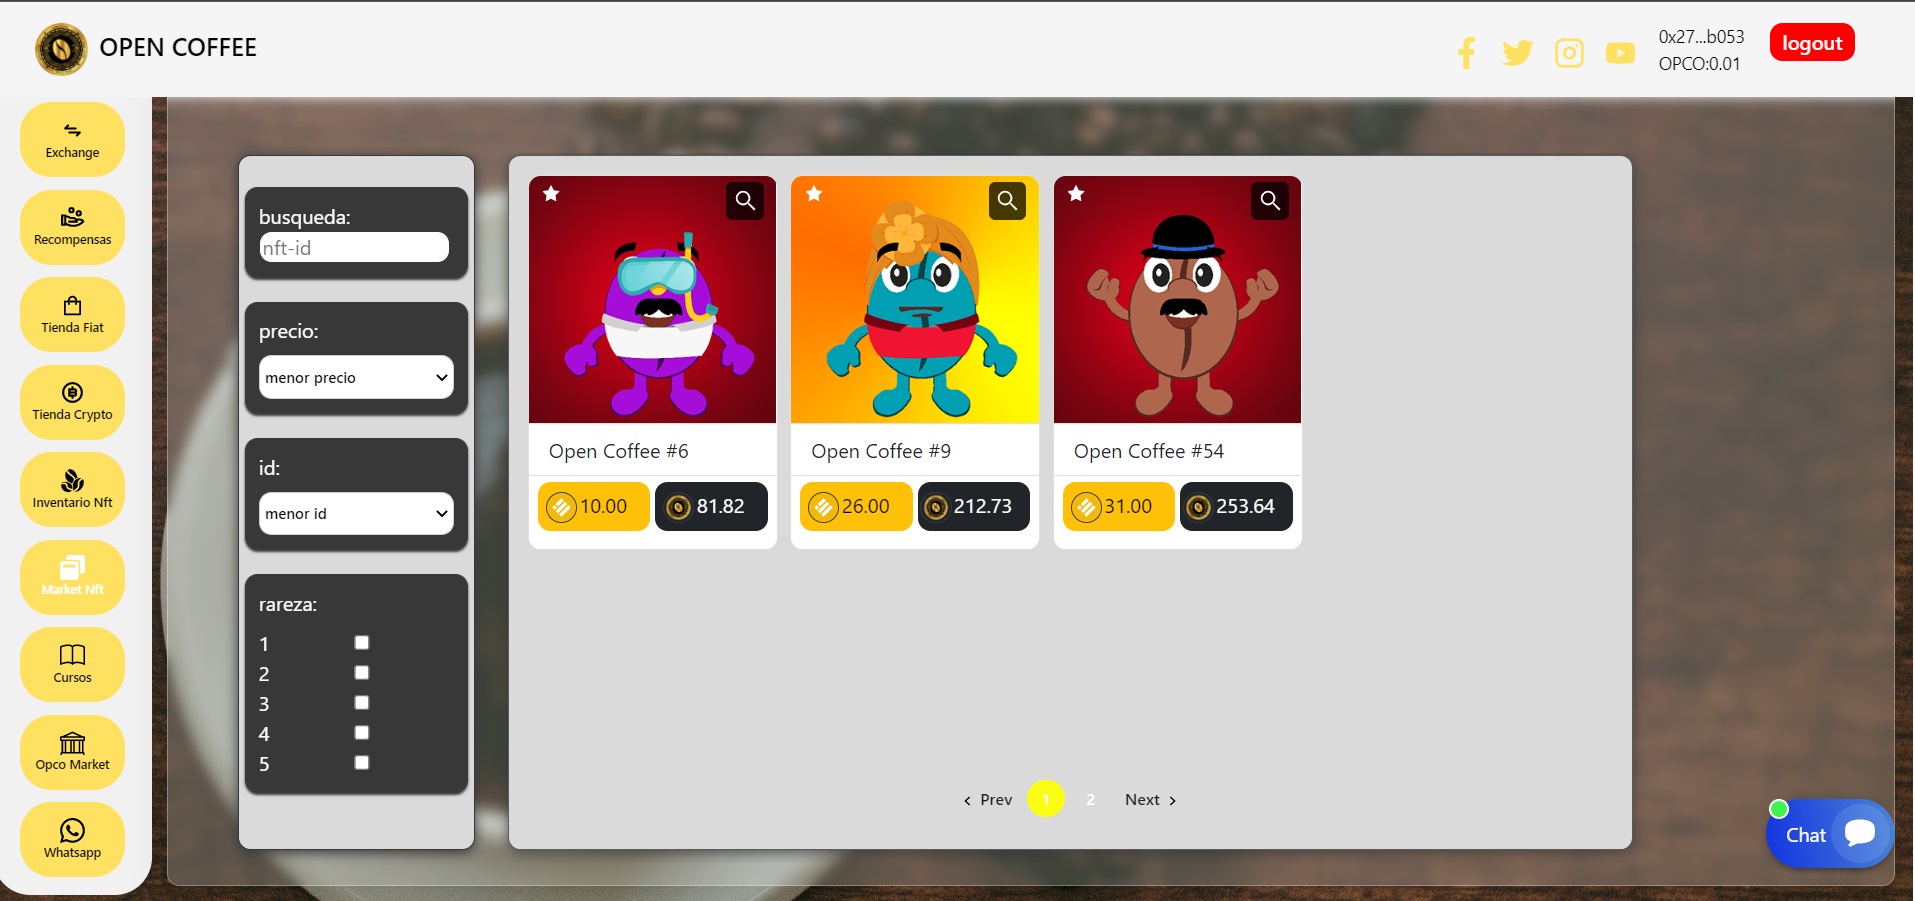 OPEN COFFEE
0x27...b053
OPCO:0.01
logout
Exchange
Recompensas
Tienda Fiat
Tienda Crypto
Inventario Nft
Market Nft
Cursos
Opco Market
Whatsapp
busqueda:
nft-id
precio:
menor precio
id:
menor id
rareza:
1
2
3
4
5
Open Coffee #6
10.00 81.82
Open Coffee #9
26.00 212.73
Open Coffee #54
31.00 253.64
‹ Prev 1 2 Next ›
Chat